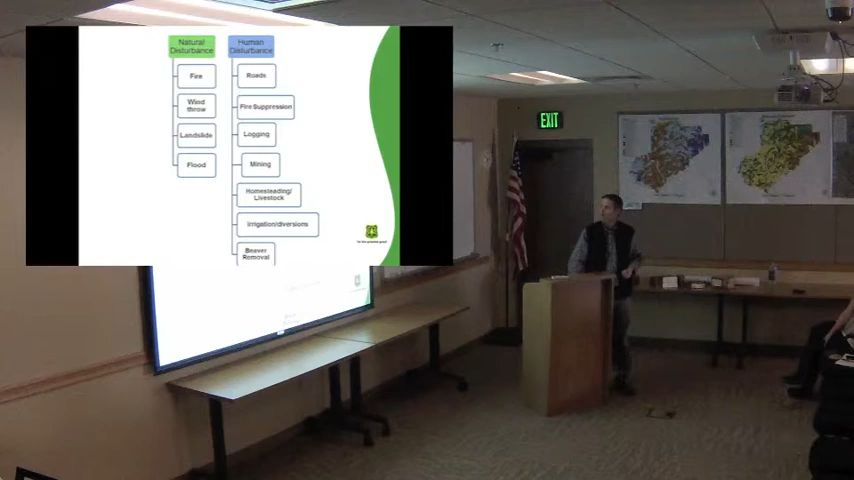 Natural
Disturbance
Fire
Wind
throw
Landslide
Flood
Human
Disturbance
Roads
Fire Suppression
Logging
Mining
Homesteading/
Livestock
Irrigation/diversions
Beaver
Removal
EXIT